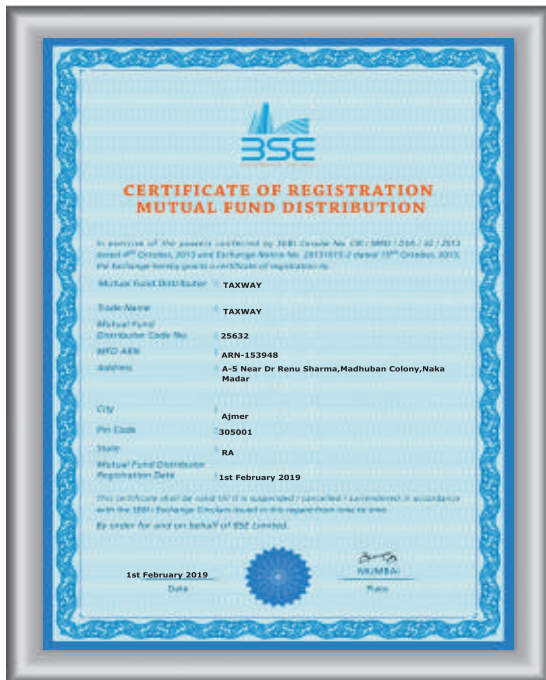 BSE
CERTIFICATE OF REGISTRATION
MUTUAL FUND DISTRIBUTION
In exercise of the powers conferred by SEBI Circular No. CIR / MRD / DSA / 32 / 2013
dated 4th October, 2013 and Exchange Notice No. 20131015-2 dated 15th October, 2013,
the Exchange hereby grants a certificate of registration to
Mutual Fund Distributor : TAXWAY
Trade Name : TAXWAY
Mutual Fund
Distributor Code No. : 25632
MFD ARN : ARN-153948
Address : A-5 Near Dr Renu Sharma,Madhuban Colony,Naka
Madar
City : Ajmer
Pin Code : 305001
State : RA
Mutual Fund Distributor
Registration Date : 1st February 2019
This certificate shall be valid till it is suspended / cancelled / surrendered in accordance
with the SEBI / Exchange Circulars issued in this regard from time to time.
By order for and on behalf of BSE Limited.
1st February 2019 MUMBAI
Date Place